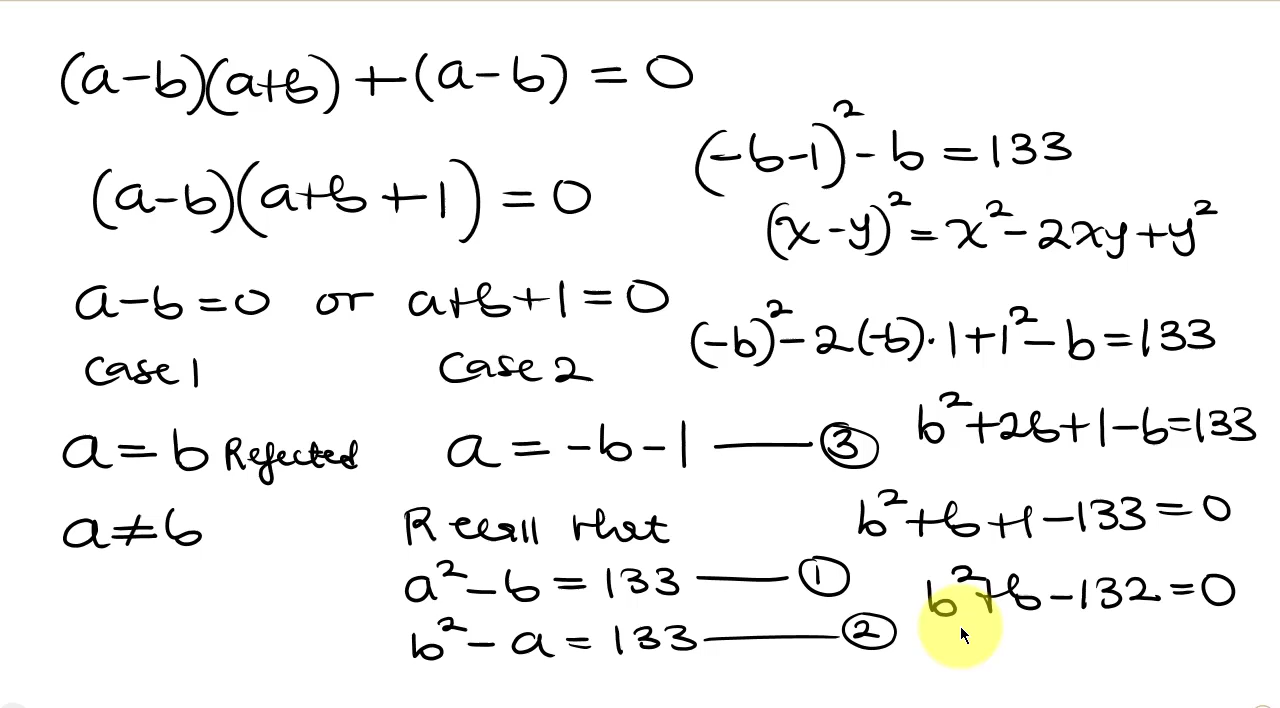 (a-b)(a+b)+(a-b) = 0
(a-b)(a+b+1) = 0
a-b=0 or a+b+1=0
Case 1 Case 2
a=b Rejected a=-b-1 — ③
a≠b
Recall that
a²-b=133 — ①
b²-a=133 — ②
(-b-1)²-b=133
(x-y)²=x²-2xy+y²
(-b)²-2(-b)·1+1²-b=133
b²+2b+1-b=133
b²+b+1-133=0
b²+b-132=0